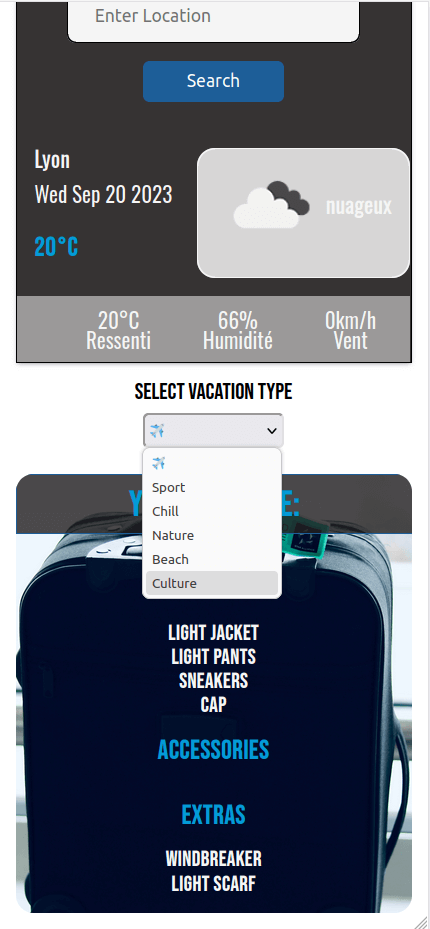 Enter Location
Search
Lyon
Wed Sep 20 2023
20°C
nuageux
20°C
Ressenti
66%
Humidité
0km/h
Vent
SELECT VACATION TYPE
Sport
Chill
Nature
Beach
Culture
LIGHT JACKET
LIGHT PANTS
SNEAKERS
CAP
ACCESSORIES
EXTRAS
WINDBREAKER
LIGHT SCARF